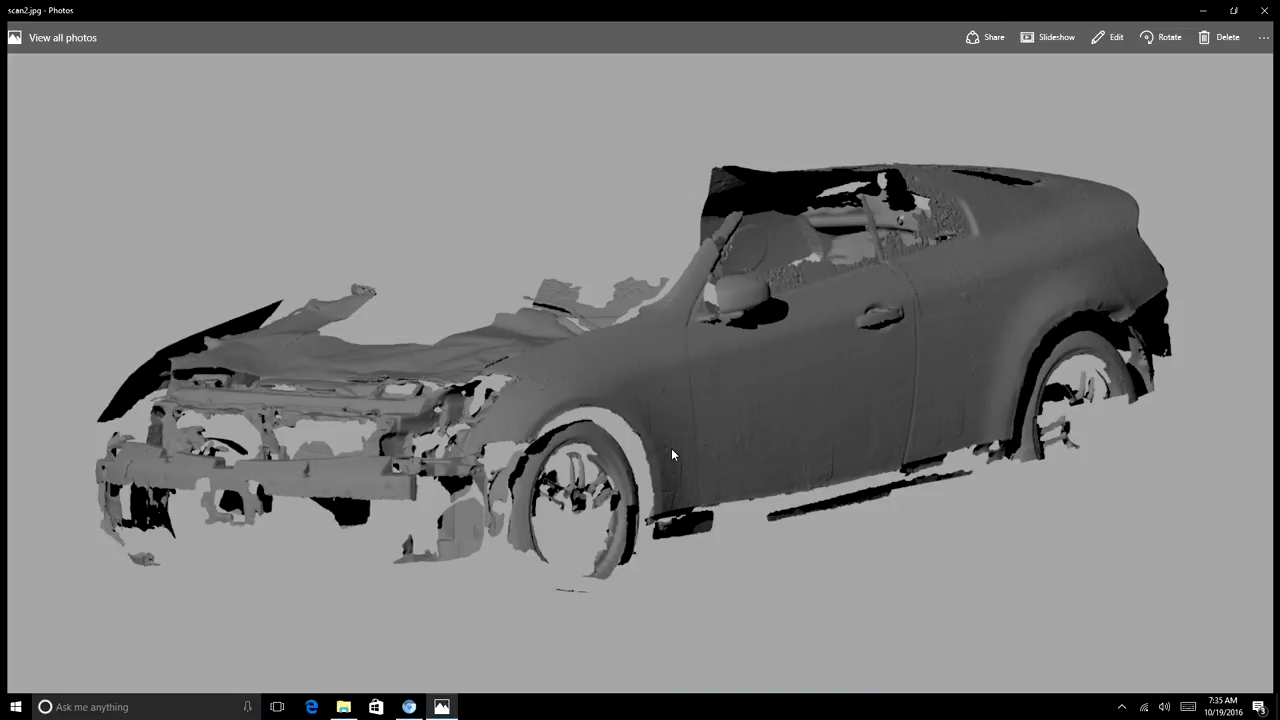 scan2.jpg - Photos
View all photos
Share
Slideshow
Edit
Rotate
Delete
Ask me anything
7:35 AM
10/19/2016
3